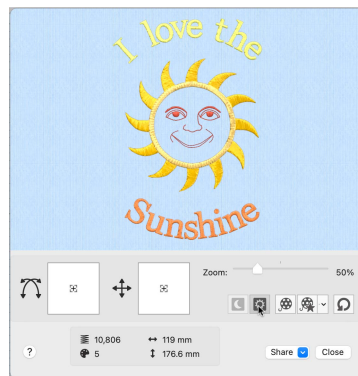 I love the
Sunshine
Zoom:
50%
10,806
119 mm
5
176.6 mm
?
Share
Close